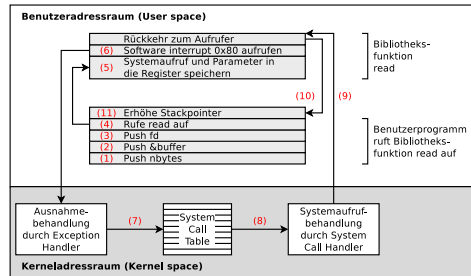 Benutzeradressraum (User space)
Rückkehr zum Aufrufer
(6) Software interrupt 0x80 aufrufen
(5) Systemaufruf und Parameter in
die Register speichern
Bibliotheks-
funktion
read
(10)
(9)
(11) Erhöhe Stackpointer
(4) Rufe read auf
(3) Push fd
(2) Push &buffer
(1) Push nbytes
Benutzerprogramm
ruft Bibliotheks-
funktion read auf
Ausnahme-
behandlung
durch Exception
Handler
(7)
System
Call
Table
(8)
Systemaufruf-
behandlung
durch System
Call Handler
Kerneladressraum (Kernel space)